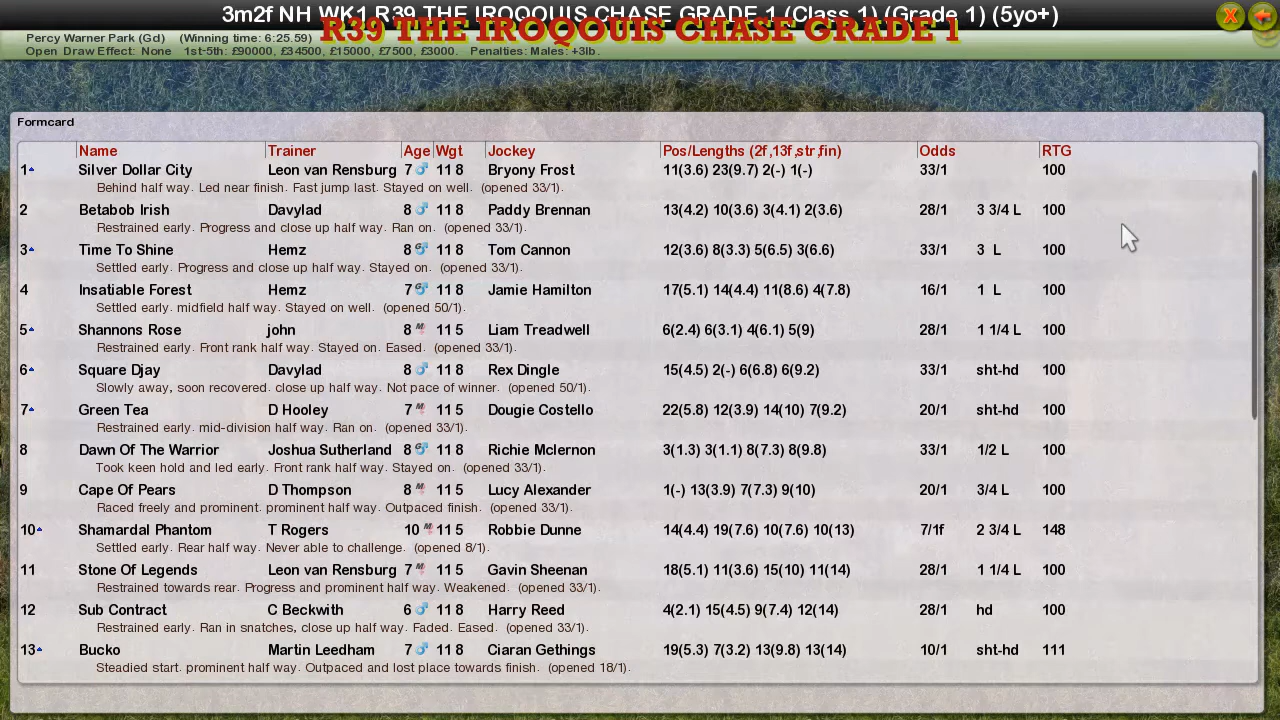 3m2f NH WK1 R39 THE IROQOUIS CHASE GRADE 1 (Class 1) (Grade 1) (5yo+)
R39 THE IROQOUIS CHASE GRADE 1
Percy Warner Park (Gd) (Winning time: 6:25.59)
Open Draw Effect: None 1st-5th: £90000, £34500, £15000, £7500, £3000. Penalties: Males: +3lb.
Formcard
Name Trainer Age Wgt Jockey Pos/Lengths (2f,13f,str,fin) Odds RTG
1 Silver Dollar City Leon van Rensburg 7 11 8 Bryony Frost 11(3.6) 23(9.7) 2(-) 1(-) 33/1 100
Behind half way. Led near finish. Fast jump last. Stayed on well. (opened 33/1).
2 Betabob Irish Davylad 8 11 8 Paddy Brennan 13(4.2) 10(3.6) 3(4.1) 2(3.6) 28/1 3 3/4 L 100
Restrained early. Progress and close up half way. Ran on. (opened 33/1).
3 Time To Shine Hemz 8 11 8 Tom Cannon 12(3.6) 8(3.3) 5(6.5) 3(6.6) 33/1 3 L 100
Settled early. Progress and close up half way. Stayed on. (opened 33/1).
4 Insatiable Forest Hemz 7 11 8 Jamie Hamilton 17(5.1) 14(4.4) 11(8.6) 4(7.8) 16/1 1 L 100
Settled early. midfield half way. Stayed on well. (opened 50/1).
5 Shannons Rose john 8 11 5 Liam Treadwell 6(2.4) 6(3.1) 4(6.1) 5(9) 28/1 1 1/4 L 100
Restrained early. Front rank half way. Stayed on. Eased. (opened 33/1).
6 Square Djay Davylad 8 11 8 Rex Dingle 15(4.5) 2(-) 6(6.8) 6(9.2) 33/1 sht-hd 100
Slowly away, soon recovered. close up half way. Not pace of winner. (opened 50/1).
7 Green Tea D Hooley 7 11 5 Dougie Costello 22(5.8) 12(3.9) 14(10) 7(9.2) 20/1 sht-hd 100
Restrained early. mid-division half way. Ran on. (opened 33/1).
8 Dawn Of The Warrior Joshua Sutherland 8 11 8 Richie Mclernon 3(1.3) 3(1.1) 8(7.3) 8(9.8) 33/1 1/2 L 100
Took keen hold and led early. Front rank half way. Stayed on. (opened 33/1).
9 Cape Of Pears D Thompson 8 11 5 Lucy Alexander 1(-) 13(3.9) 7(7.3) 9(10) 20/1 3/4 L 100
Raced freely and prominent. prominent half way. Outpaced finish. (opened 33/1).
10 Shamardal Phantom T Rogers 10 11 5 Robbie Dunne 14(4.4) 19(7.6) 10(7.6) 10(13) 7/1f 2 3/4 L 148
Settled early. Rear half way. Never able to challenge. (opened 8/1).
11 Stone Of Legends Leon van Rensburg 7 11 5 Gavin Sheenan 18(5.1) 11(3.6) 15(10) 11(14) 28/1 1 1/4 L 100
Restrained towards rear. Progress and prominent half way. Weakened. (opened 33/1).
12 Sub Contract C Beckwith 6 11 8 Harry Reed 4(2.1) 15(4.5) 9(7.4) 12(14) 28/1 hd 100
Restrained early. Ran in snatches, close up half way. Faded. Eased. (opened 33/1).
13 Bucko Martin Leedham 7 11 8 Ciaran Gethings 19(5.3) 7(3.2) 13(9.8) 13(14) 10/1 sht-hd 111
Steadied start. prominent half way. Outpaced and lost place towards finish. (opened 18/1).